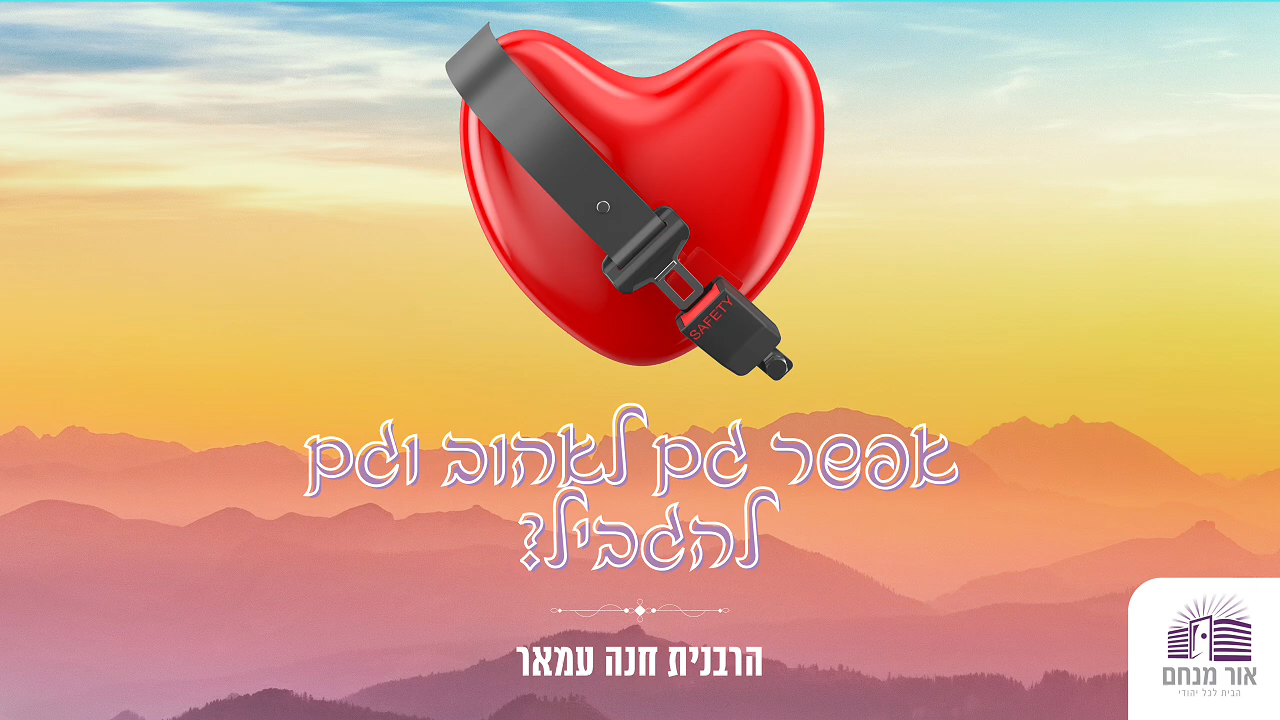 SAFETY
אפשר גם לאהוב וגם
להגביל?
הרבנית חנה עמאר
אור מנחם
הבית לכל יהודי